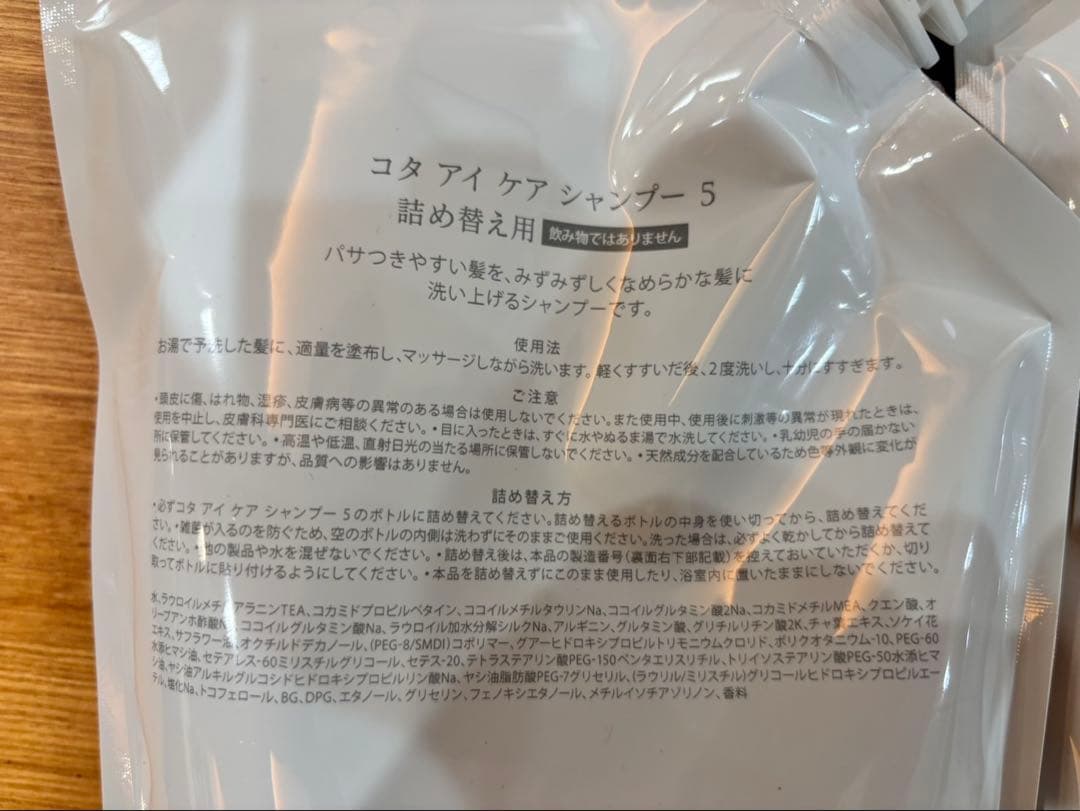 コタ アイ ケア シャンプー 5
詰め替え用 飲み物ではありません
パサつきやすい髪を、みずみずしくなめらかな髪に
洗い上げるシャンプーです。
使用法
お湯で予洗した髪に、適量を塗布し、マッサージしながら洗います。軽くすすいだ後、2度洗いし、十分にすすぎます。
ご注意
・頭皮に傷、はれ物、湿疹、皮膚病等の異常のある場合は使用しないでください。また使用中、使用後に刺激等の異常が現れたときは、
使用を中止し、皮膚科専門医にご相談ください。・目に入ったときは、すぐに水やぬるま湯で水洗してください。・乳幼児の手の届かない
所に保管してください。・高温や低温、直射日光の当たる場所に保管しないでください。・天然成分を配合しているため色等外観に変化が
見られることがありますが、品質への影響はありません。
詰め替え方
・必ずコタ アイ ケア シャンプー 5のボトルに詰め替えてください。詰め替えるボトルの中身を使い切ってから、詰め替えてくだ
さい。・雑菌が入るのを防ぐため、空のボトルの内側は洗わずにそのままご使用ください。洗った場合は、必ずよく乾かしてから詰め替えて
ください。・他の製品や水を混ぜないでください。・詰め替え後は、本品の製造番号(裏面右下部記載)を控えておいていただくか、切り
取ってボトルに貼り付けるようにしてください。・本品を詰め替えずにこのまま使用したり、浴室内に置いたままにしないでください。
水、ラウロイルメチルアラニンTEA、コカミドプロピルベタイン、ココイルメチルタウリンNa、ココイルグルタミン酸2Na、コカミドメチルMEA、クエン酸、オ
リーブアンホ酢酸Na、ココイルグルタミン酸Na、ラウロイル加水分解シルクNa、アルギニン、グルタミン酸、グリチルリチン酸2K、チャ葉エキス、ソケイ花
エキス、サフラワー油、オクチルドデカノール、(PEG-8/SMDI)コポリマー、グアーヒドロキシプロピルトリモニウムクロリド、ポリクオタニウム-10、PEG-60
水添ヒマシ油、セテアレス-60ミリスチルグリコール、セテス-20、テトラステアリン酸PEG-150ペンタエリスリチル、トリイソステアリン酸PEG-50水添ヒマ
シ油、ヤシ油アルキルグルコシドヒドロキシプロピルリン酸Na、ヤシ油脂肪酸PEG-7グリセリル、(ラウリル/ミリスチル)グリコールヒドロキシプロピルエー
テル、塩化Na、トコフェロール、BG、DPG、エタノール、グリセリン、フェノキシエタノール、メチルイソチアゾリノン、香料